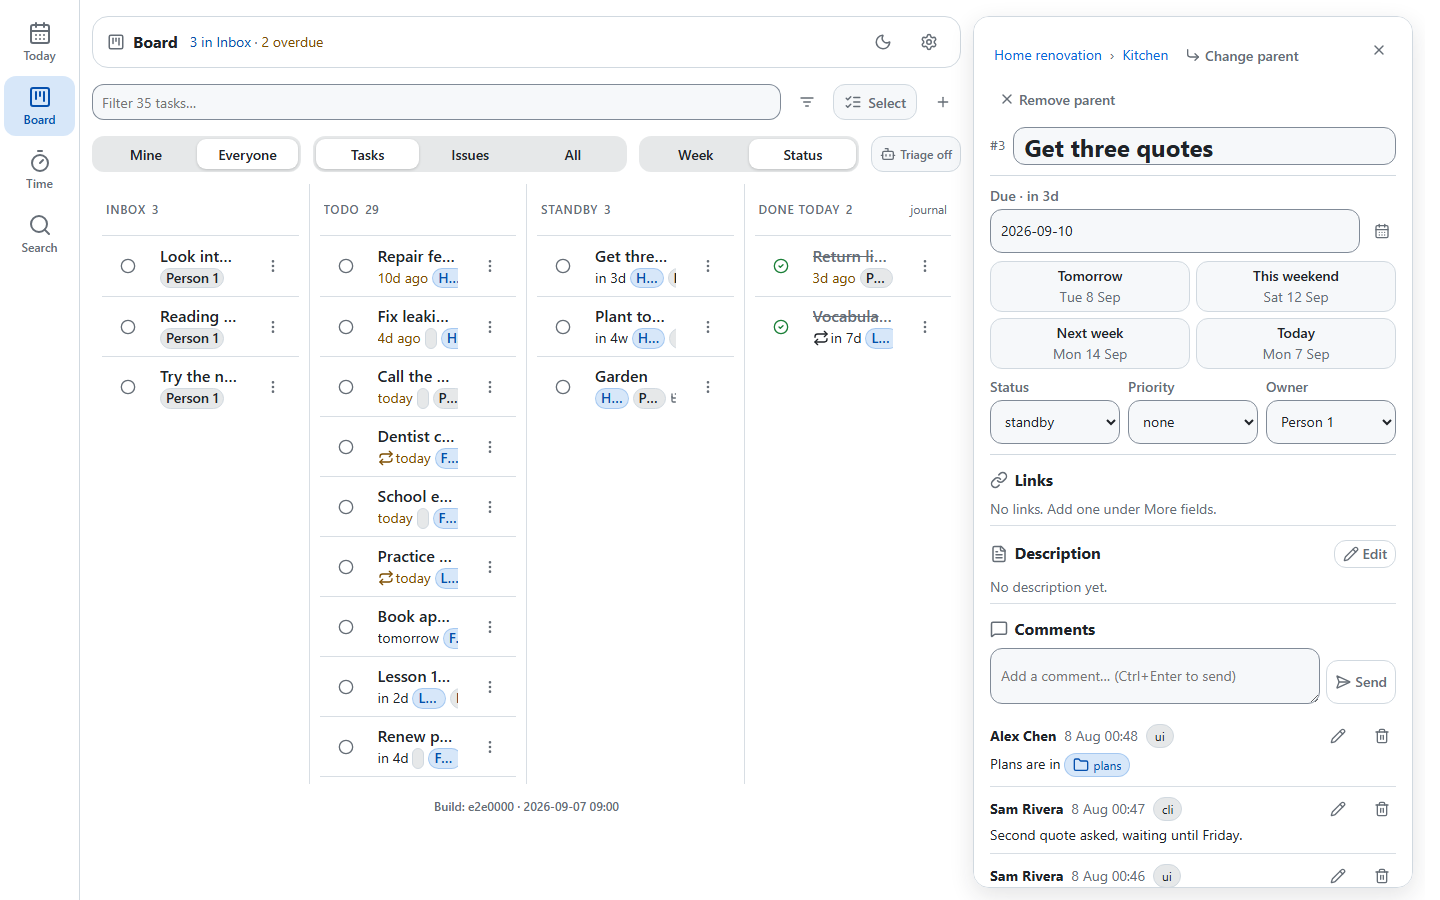 Today
Board
Time
Search
Board 3 in Inbox · 2 overdue
Filter 35 tasks...
Select
Mine Everyone
Tasks Issues All
Week Status
Triage off
INBOX 3
Look int...
Person 1
Reading ...
Person 1
Try the n...
Person 1
TODO 29
Repair fe...
10d ago H...
Fix leaki...
4d ago H
Call the ...
today P...
Dentist c...
today F...
School e...
today F...
Practice ...
today L...
Book ap...
tomorrow F.
Lesson 1...
in 2d L...
Renew p...
in 4d F...
STANDBY 3
Get thre...
in 3d H...
Plant to...
in 4w H...
Garden
H... P...
DONE TODAY 2 journal
Return li...
3d ago P...
Vocabula...
in 7d L...
Build: e2e0000 · 2026-09-07 09:00
Home renovation › Kitchen Change parent
Remove parent
#3 Get three quotes
Due · in 3d
2026-09-10
Tomorrow
Tue 8 Sep
This weekend
Sat 12 Sep
Next week
Mon 14 Sep
Today
Mon 7 Sep
Status Priority Owner
standby none Person 1
Links
No links. Add one under More fields.
Description Edit
No description yet.
Comments
Add a comment... (Ctrl+Enter to send)
Send
Alex Chen 8 Aug 00:48 ui
Plans are in plans
Sam Rivera 8 Aug 00:47 cli
Second quote asked, waiting until Friday.
Sam Rivera 8 Aug 00:46 ui